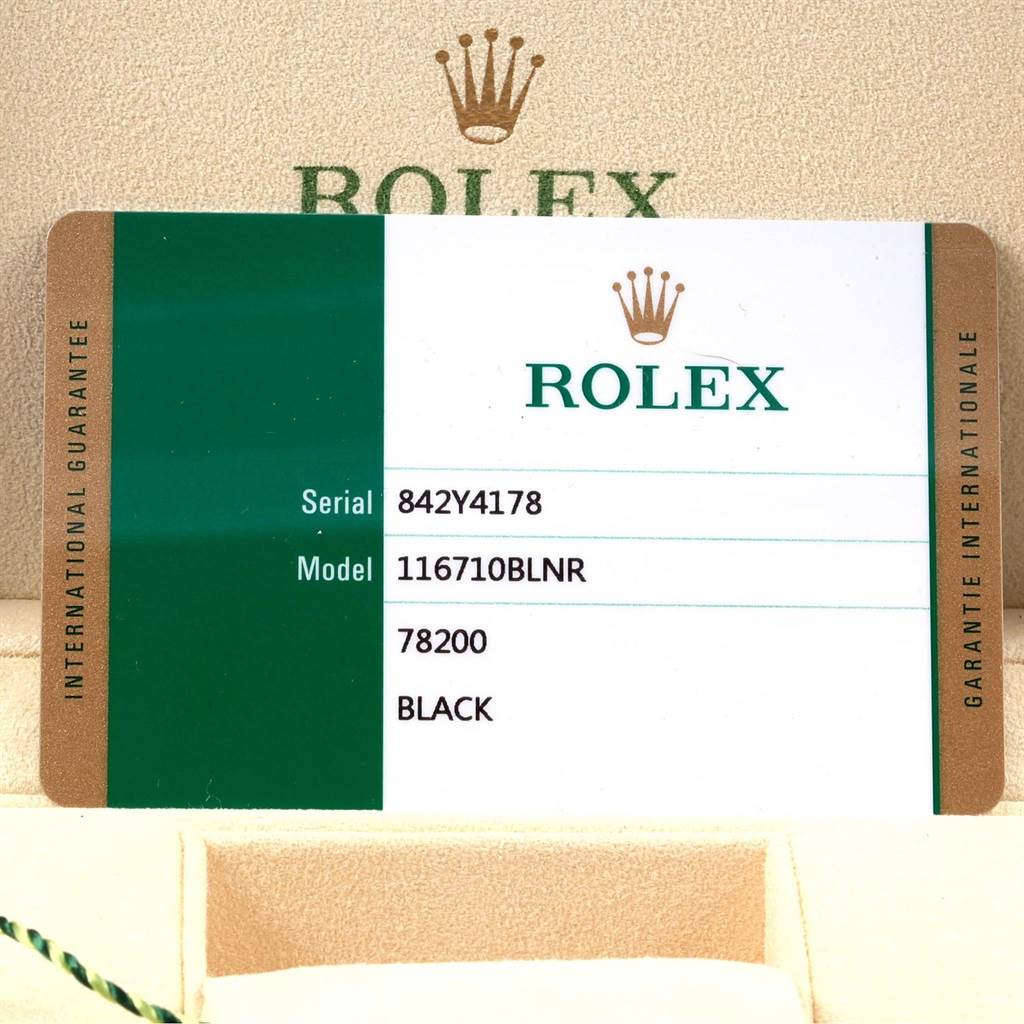 ROLEX
ROLEX
INTERNATIONAL GUARANTEE
Serial 842Y4178
Model 116710BLNR
78200
BLACK
GARANTIE INTERNATIONALE